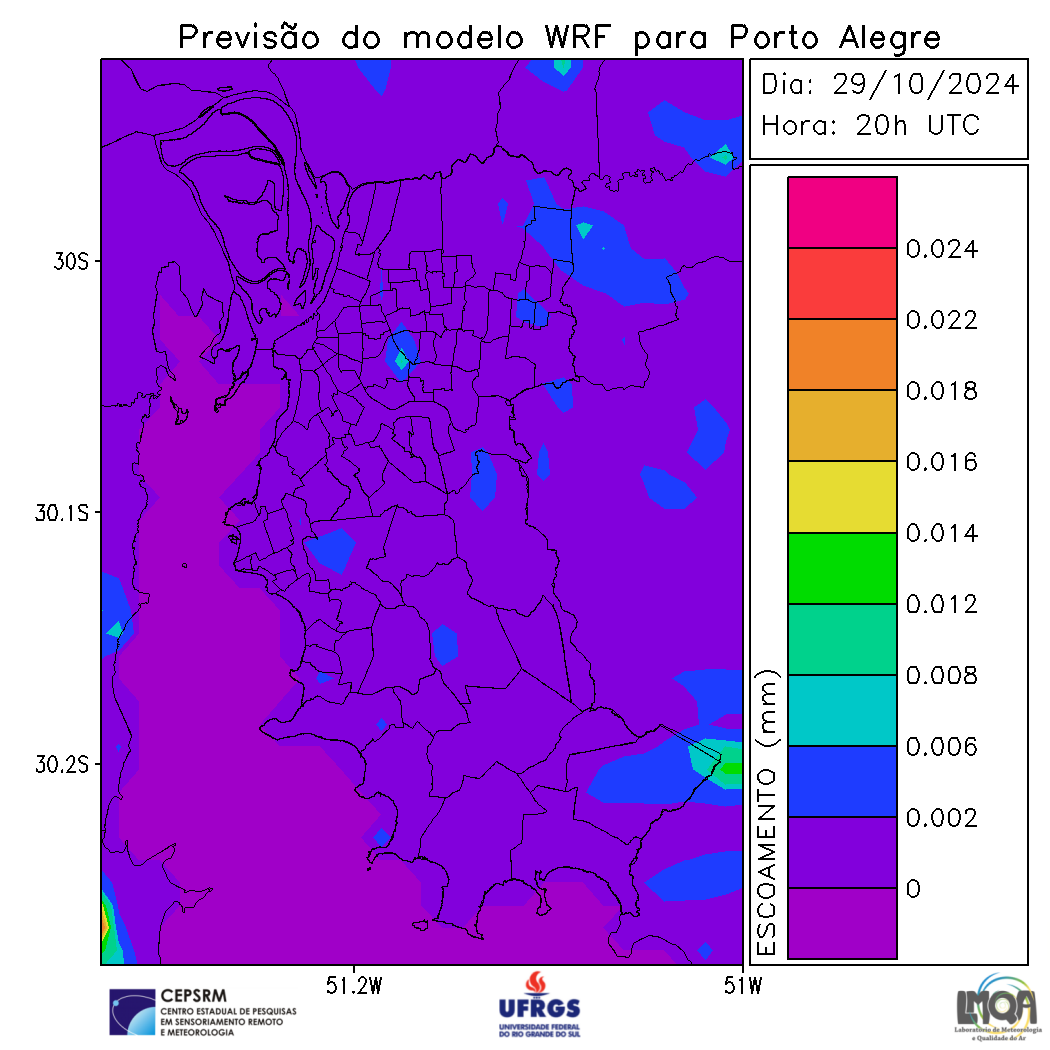 Previsão do modelo WRF para Porto Alegre
Dia: 29/10/2024
Hora: 20h UTC
30S
30.1S
30.2S
51.2W
51W
ESCOAMENTO (mm)
0.024
0.022
0.018
0.016
0.014
0.012
0.008
0.006
0.002
0
CEPSRM
CENTRO ESTADUAL DE PESQUISAS
EM SENSORIAMENTO REMOTO
E METEOROLOGIA
UFRGS
UNIVERSIDADE FEDERAL
DO RIO GRANDE DO SUL
LMQA
Laboratório de Meteorologia
e Qualidade do Ar